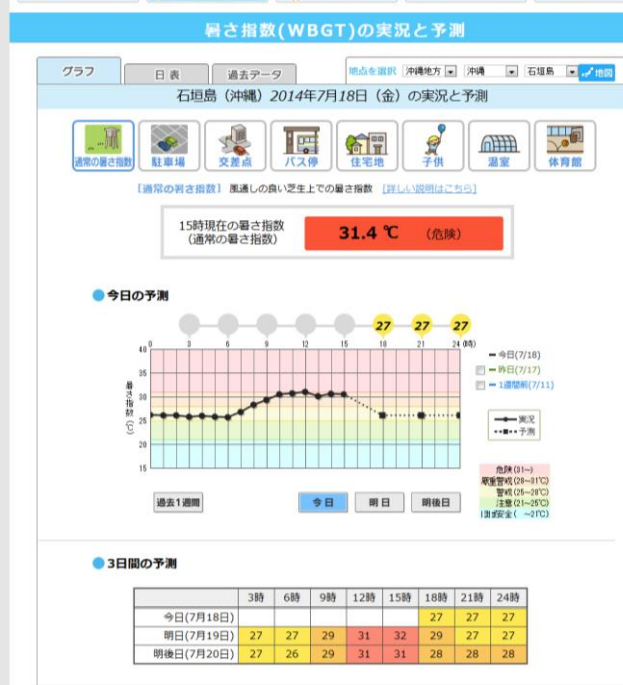 暑さ指数(WBGT)の実況と予測
グラフ 日表 過去データ 地点を選択 沖縄地方 沖縄 石垣島 地図
石垣島（沖縄）2014年7月18日（金）の実況と予測
通常の暑さ指数 駐車場 交差点 バス停 住宅地 子供 温室 体育館
[通常の暑さ指数] 風通しの良い芝生上での暑さ指数 [詳しい説明はこちら]
15時現在の暑さ指数
（通常の暑さ指数）
31.4 ℃ （危険）
今日の予測
27 27 27
0 3 6 9 12 15 18 21 24 (時)
暑さ指数(℃)
40
35
30
25
20
15
今日(7/18)
昨日(7/17)
1週間前(7/11)
実況
予測
危険(31～)
厳重警戒(28～31℃)
警戒(25～28℃)
注意(21～25℃)
ほぼ安全( ～21℃)
過去1週間 今日 明日 明後日
3日間の予測
3時 6時 9時 12時 15時 18時 21時 24時
今日(7月18日) 27 27 27
明日(7月19日) 27 27 29 31 32 29 27 27
明後日(7月20日) 27 26 29 31 31 28 28 28